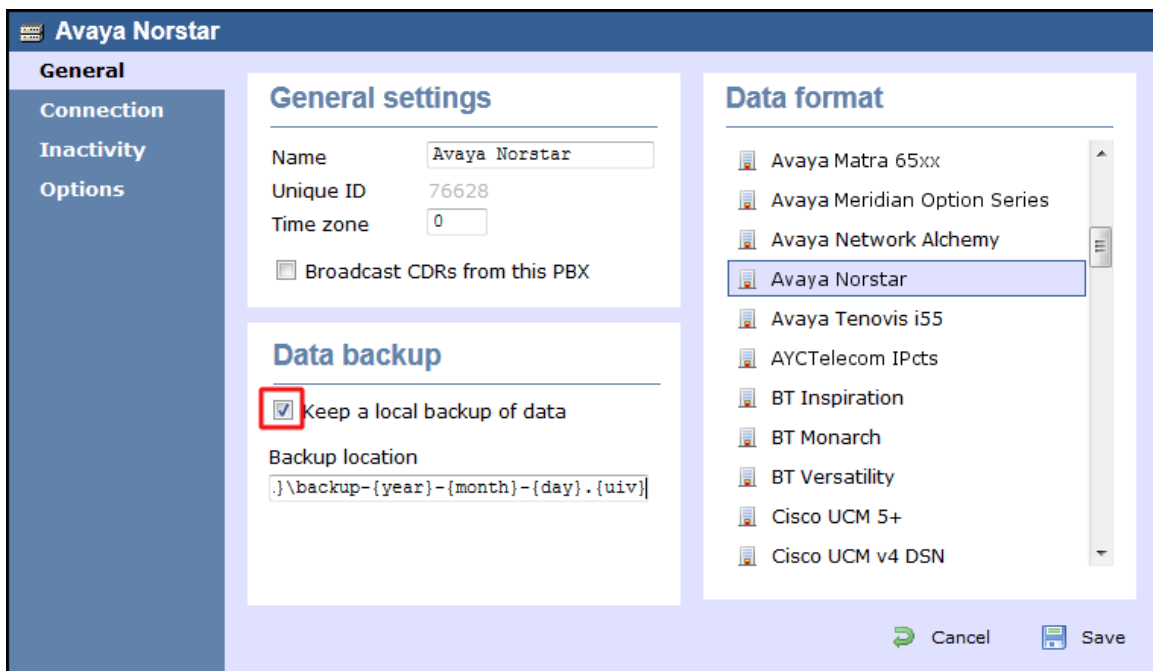 Avaya Norstar
General
Connection
Inactivity
Options
General settings
Name
Avaya Norstar
Unique ID
76628
Time zone
0
Broadcast CDRs from this PBX
Data backup
Keep a local backup of data
Backup location
.}\backup-{year}-{month}-{day}.{uiv}
Data format
Avaya Matra 65xx
Avaya Meridian Option Series
Avaya Network Alchemy
Avaya Norstar
Avaya Tenovis i55
AYCTelecom IPcts
BT Inspiration
BT Monarch
BT Versatility
Cisco UCM 5+
Cisco UCM v4 DSN
Cancel
Save